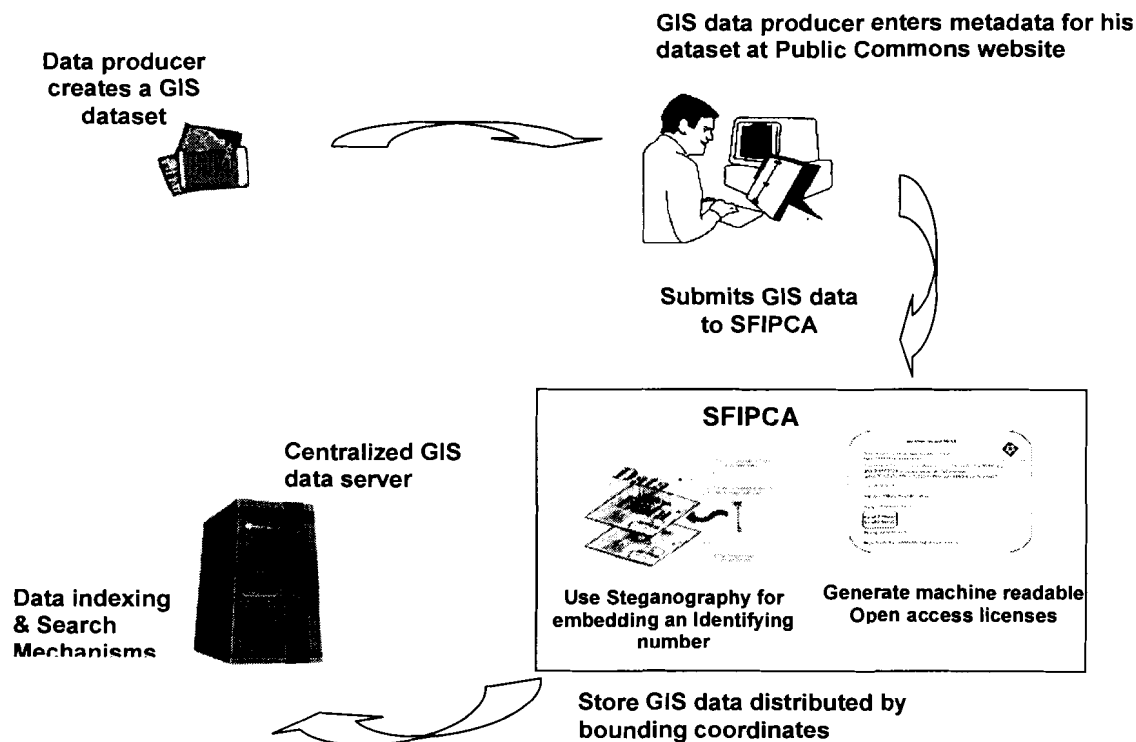 Data producer
creates a GIS
dataset
GIS data producer enters metadata for his
dataset at Public Commons website
Submits GIS data
to SFIPCA
SFIPCA
Data
Use Steganography for
embedding an Identifying
number
Generate machine readable
Open access licenses
Centralized GIS
data server
Data indexing
& Search
Mechanisms
Store GIS data distributed by
bounding coordinates